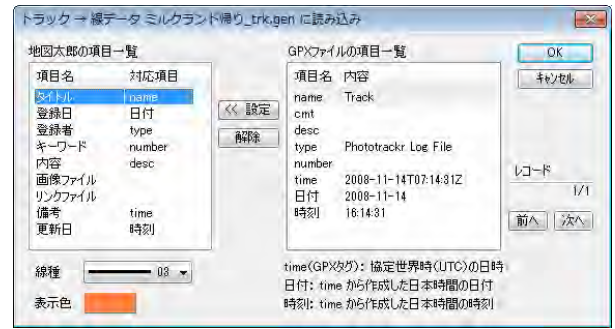 トラック → 線データ ミルクランド帰り_trk.gen に読み込み
地図太郎の項目一覧
項目名 対応項目
タイトル name
登録日 日付
登録者 type
キーワード number
内容 desc
画像ファイル
リンクファイル
備考 time
更新日 時刻
<< 設定
解除
GPXファイルの項目一覧
項目名 内容
name Track
cmt
desc
type Phototrackr Log File
number
time 2008-11-14T07:14:31Z
日付 2008-11-14
時刻 16:14:31
OK
キャンセル
レコード
1/1
前へ 次へ
線種 03
表示色
time(GPXタグ): 協定世界時(UTC)の日時
日付: time から作成した日本時間の日付
時刻: time から作成した日本時間の時刻